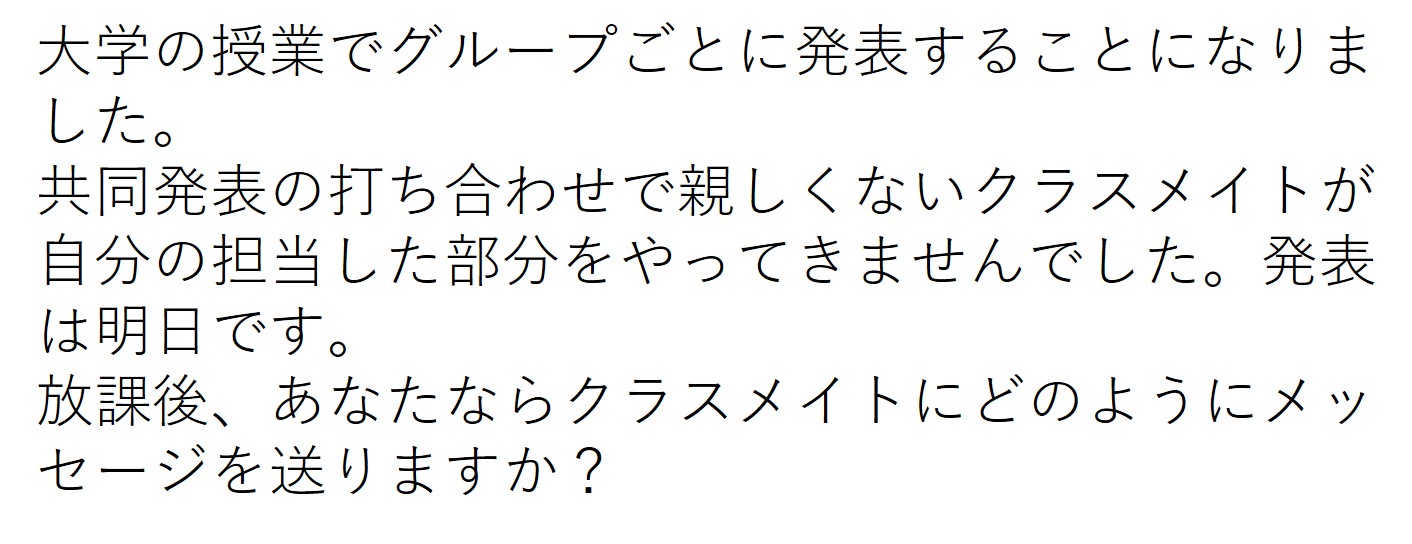 大学の授業でグループごとに発表することになりま
した。
共同発表の打ち合わせで親しくないクラスメイトが
自分の担当した部分をやってきませんでした。発表
は明日です。
放課後、あなたならクラスメイトにどのようにメッ
セージを送りますか？